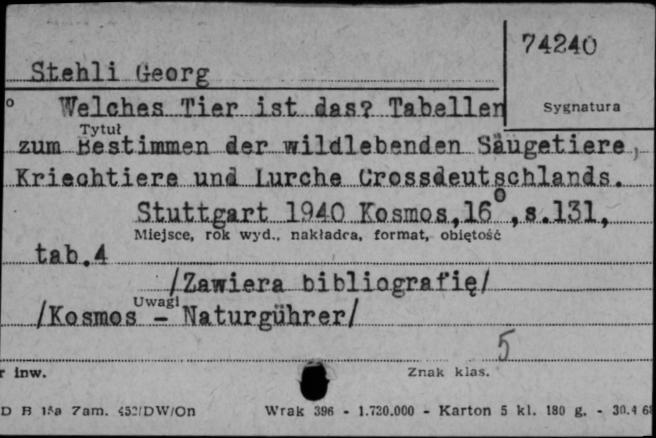 74240
Stehli Georg
Sygnatura
Welches Tier ist das? Tabellen
Tytuł
zum Bestimmen der wildlebenden Säugetiere,
Kriechtiere und Lurche Grossdeutschlands.
Stuttgart 1940 Kosmos,16°,s.131,
Miejsce, rok wyd., nakładca, format, objętość
tab.4
/Zawiera bibliografię/
Uwagi
/Kosmos - Naturgührer/
5
r inw.
Znak klas.
D B 15a Zam. 452/DW/On Wrak 396 - 1.720.000 - Karton 5 kl. 180 g. - 30.4 68